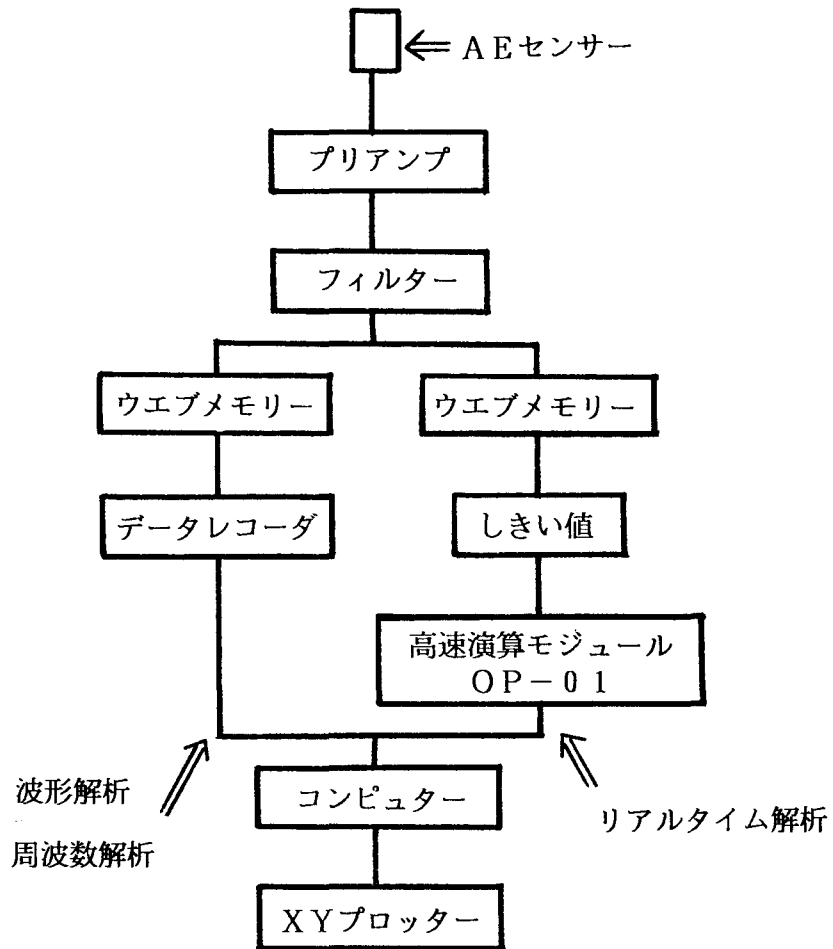 AEセンサー
プリアンプ
フィルター
ウエブメモリー
ウエブメモリー
データレコーダ
しきい値
高速演算モジュール
OP-01
波形解析
周波数解析
リアルタイム解析
コンピュター
XYプロッター